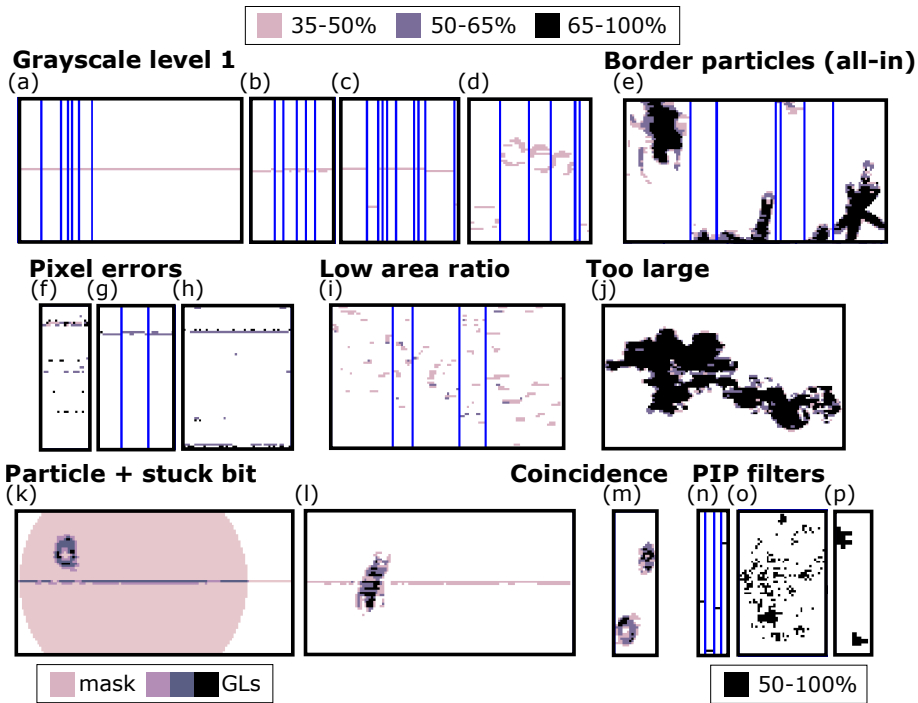 35-50% 50-65% 65-100%
Grayscale level 1 Border particles (all-in)
(a) (b) (c) (d) (e)
Pixel errors Low area ratio Too large
(f) (g) (h) (i) (j)
Particle + stuck bit Coincidence PIP filters
(k) (l) (m) (n) (o) (p)
mask GLs 50-100%